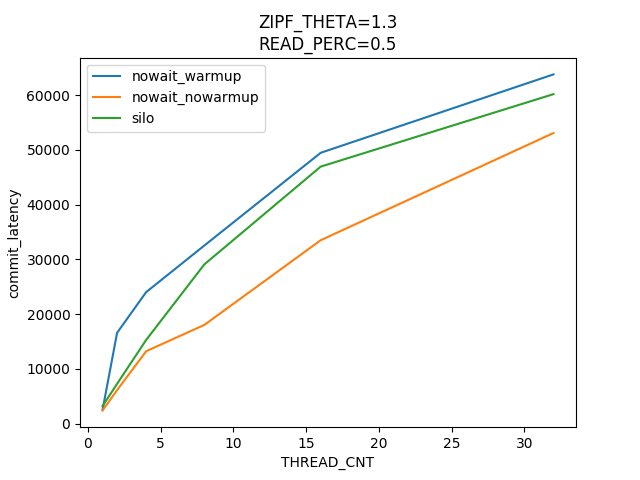 ZIPF_THETA=1.3
READ_PERC=0.5
nowait_warmup
nowait_nowarmup
silo
60000
50000
40000
30000
20000
10000
0
commit_latency
0 5 10 15 20 25 30
THREAD_CNT